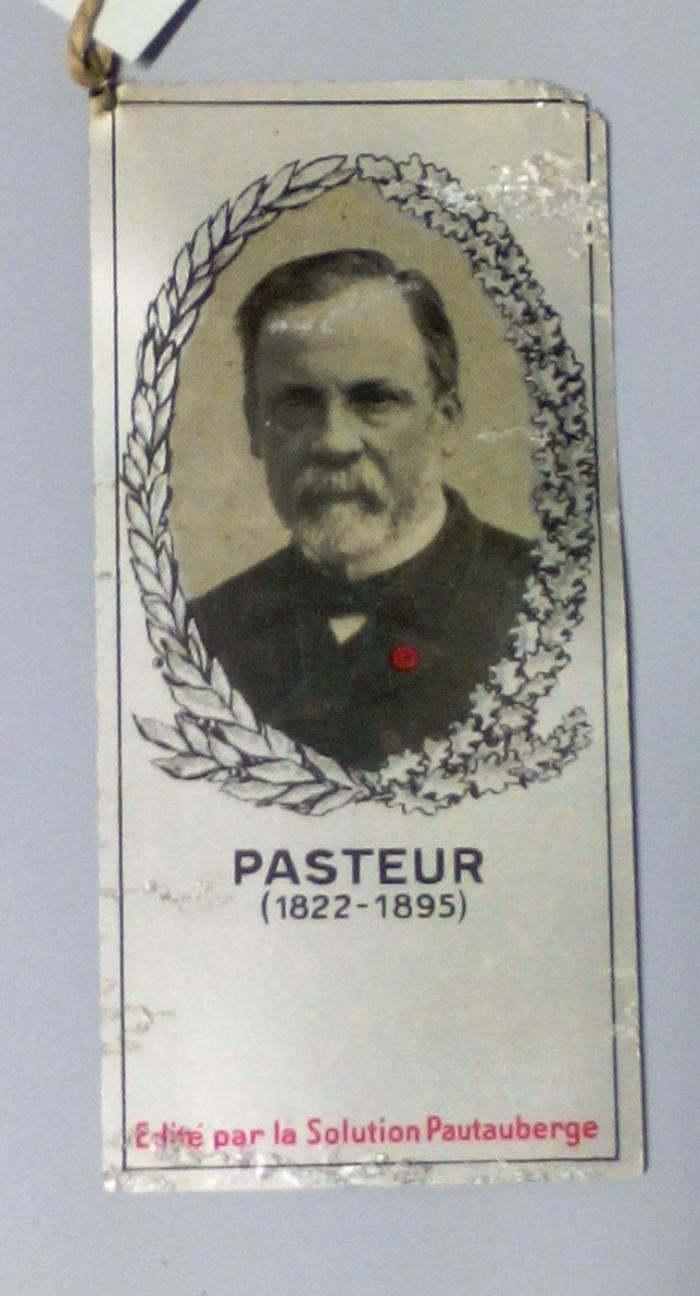 PASTEUR
(1822-1895)
Edité par la Solution Pautauberge